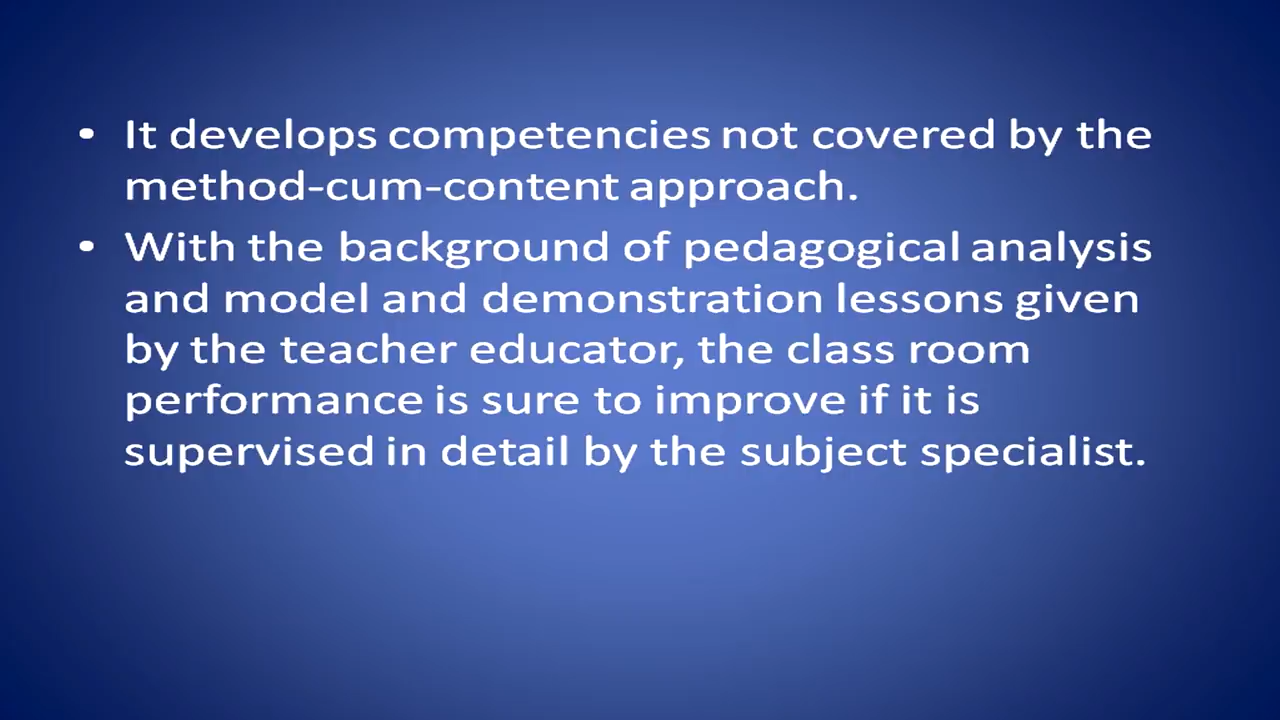 • It develops competencies not covered by the
method-cum-content approach.
• With the background of pedagogical analysis
and model and demonstration lessons given
by the teacher educator, the class room
performance is sure to improve if it is
supervised in detail by the subject specialist.